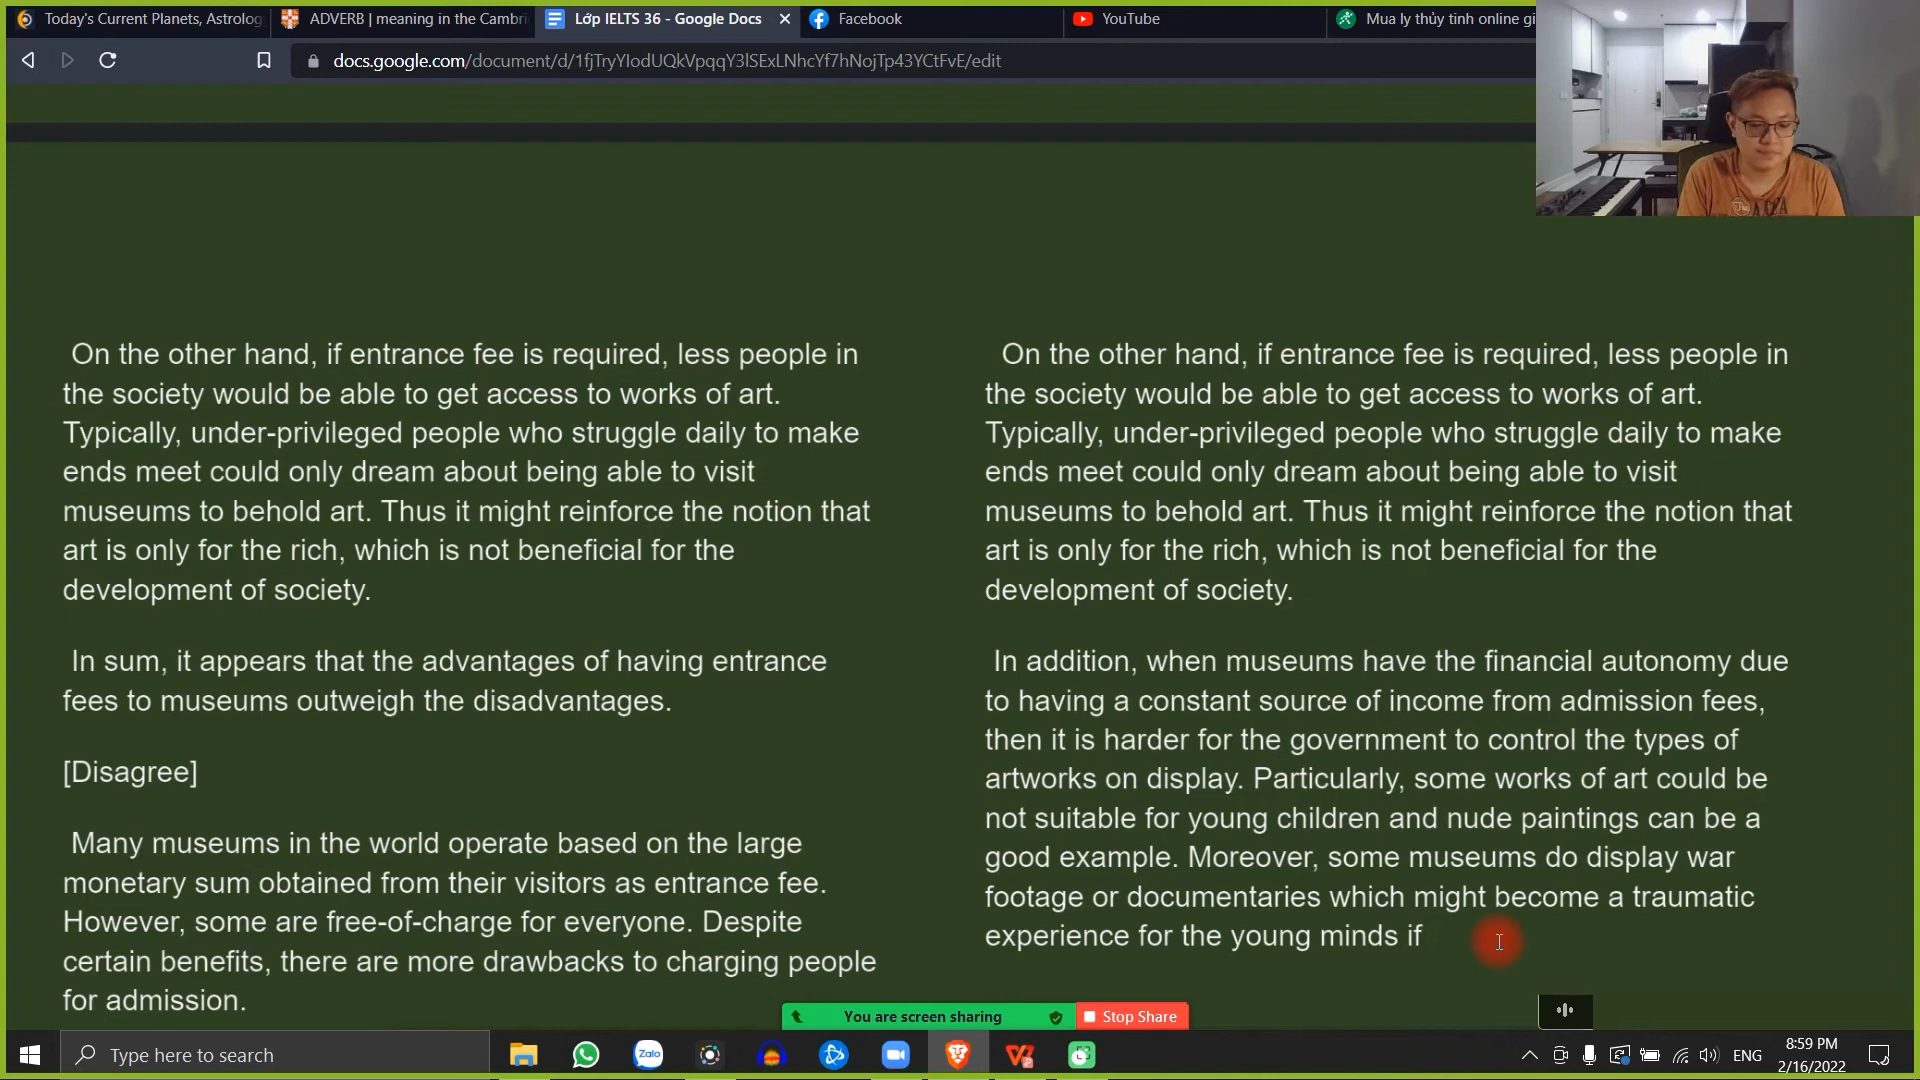 Today's Current Planets, Astrolog
ADVERB | meaning in the Cambri
Lớp IELTS 36 - Google Docs
Facebook
YouTube
Mua ly thủy tinh online gi
docs.google.com/document/d/1fjTryYIodUQkVpqqY3lSExLNhcYf7hNojTp43YCtFvE/edit
On the other hand, if entrance fee is required, less people in
the society would be able to get access to works of art.
Typically, under-privileged people who struggle daily to make
ends meet could only dream about being able to visit
museums to behold art. Thus it might reinforce the notion that
art is only for the rich, which is not beneficial for the
development of society.
In sum, it appears that the advantages of having entrance
fees to museums outweigh the disadvantages.
[Disagree]
Many museums in the world operate based on the large
monetary sum obtained from their visitors as entrance fee.
However, some are free-of-charge for everyone. Despite
certain benefits, there are more drawbacks to charging people
for admission.
On the other hand, if entrance fee is required, less people in
the society would be able to get access to works of art.
Typically, under-privileged people who struggle daily to make
ends meet could only dream about being able to visit
museums to behold art. Thus it might reinforce the notion that
art is only for the rich, which is not beneficial for the
development of society.
In addition, when museums have the financial autonomy due
to having a constant source of income from admission fees,
then it is harder for the government to control the types of
artworks on display. Particularly, some works of art could be
not suitable for young children and nude paintings can be a
good example. Moreover, some museums do display war
footage or documentaries which might become a traumatic
experience for the young minds if
You are screen sharing
Stop Share
Type here to search
Zalo
ENG
8:59 PM
2/16/2022